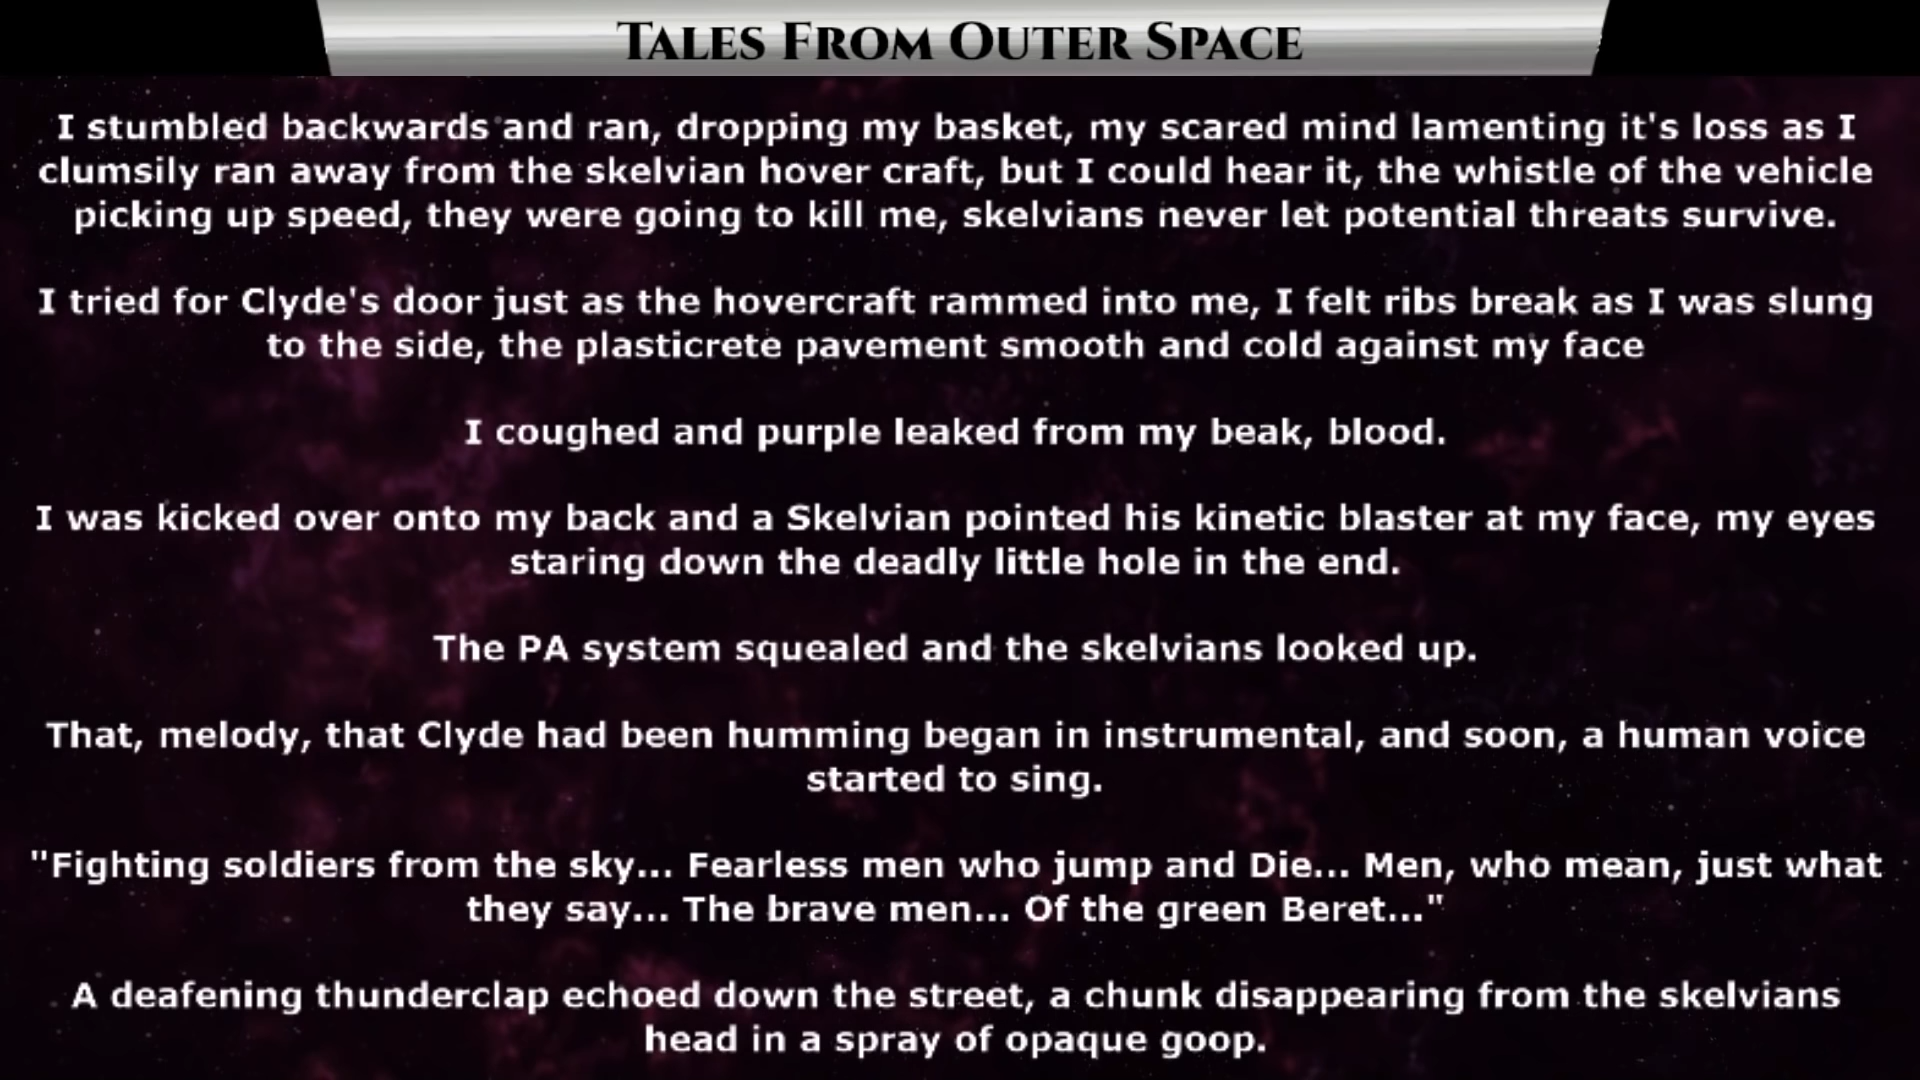 Tales From Outer Space
I stumbled backwards and ran, dropping my basket, my scared mind lamenting it's loss as I
clumsily ran away from the skelvian hover craft, but I could hear it, the whistle of the vehicle
picking up speed, they were going to kill me, skelvians never let potential threats survive.
I tried for Clyde's door just as the hovercraft rammed into me, I felt ribs break as I was slung
to the side, the plasticrete pavement smooth and cold against my face
I coughed and purple leaked from my beak, blood.
I was kicked over onto my back and a Skelvian pointed his kinetic blaster at my face, my eyes
staring down the deadly little hole in the end.
The PA system squealed and the skelvians looked up.
That, melody, that Clyde had been humming began in instrumental, and soon, a human voice
started to sing.
"Fighting soldiers from the sky... Fearless men who jump and Die... Men, who mean, just what
they say... The brave men... Of the green Beret..."
A deafening thunderclap echoed down the street, a chunk disappearing from the skelvians
head in a spray of opaque goop.